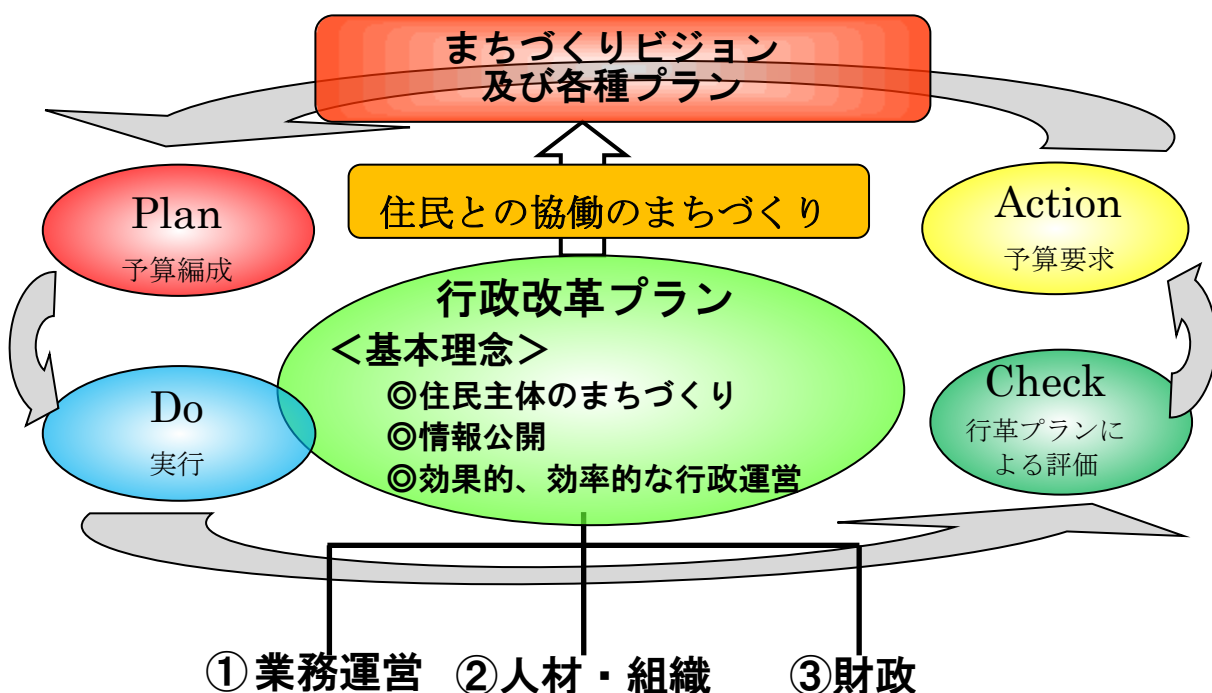 まちづくりビジョン
及び各種プラン
住民との協働のまちづくり
Plan
予算編成
Action
予算要求
行政改革プラン
＜基本理念＞
◎住民主体のまちづくり
◎情報公開
◎効果的、効率的な行政運営
Do
実行
Check
行革プランに
よる評価
①業務運営
②人材・組織
③財政